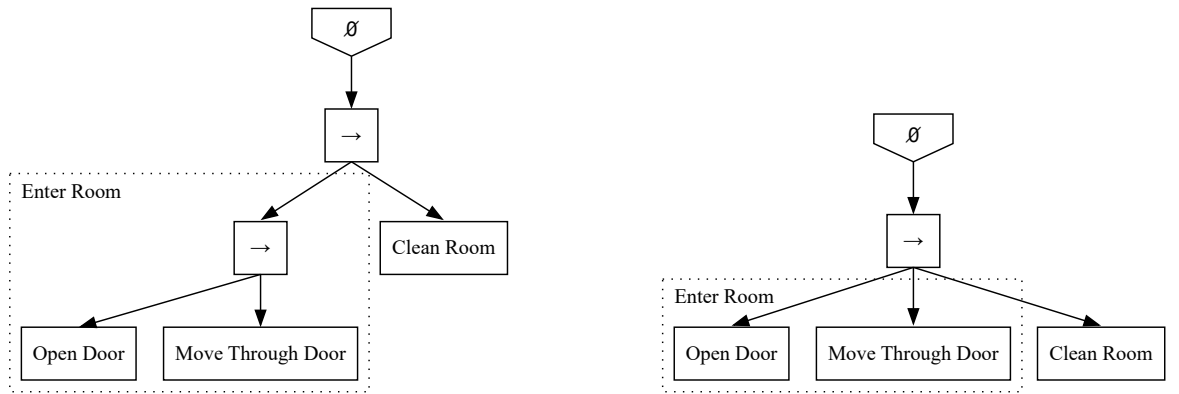 Ø
→
Enter Room
→
Clean Room
Open Door
Move Through Door
Ø
→
Enter Room
Open Door
Move Through Door
Clean Room